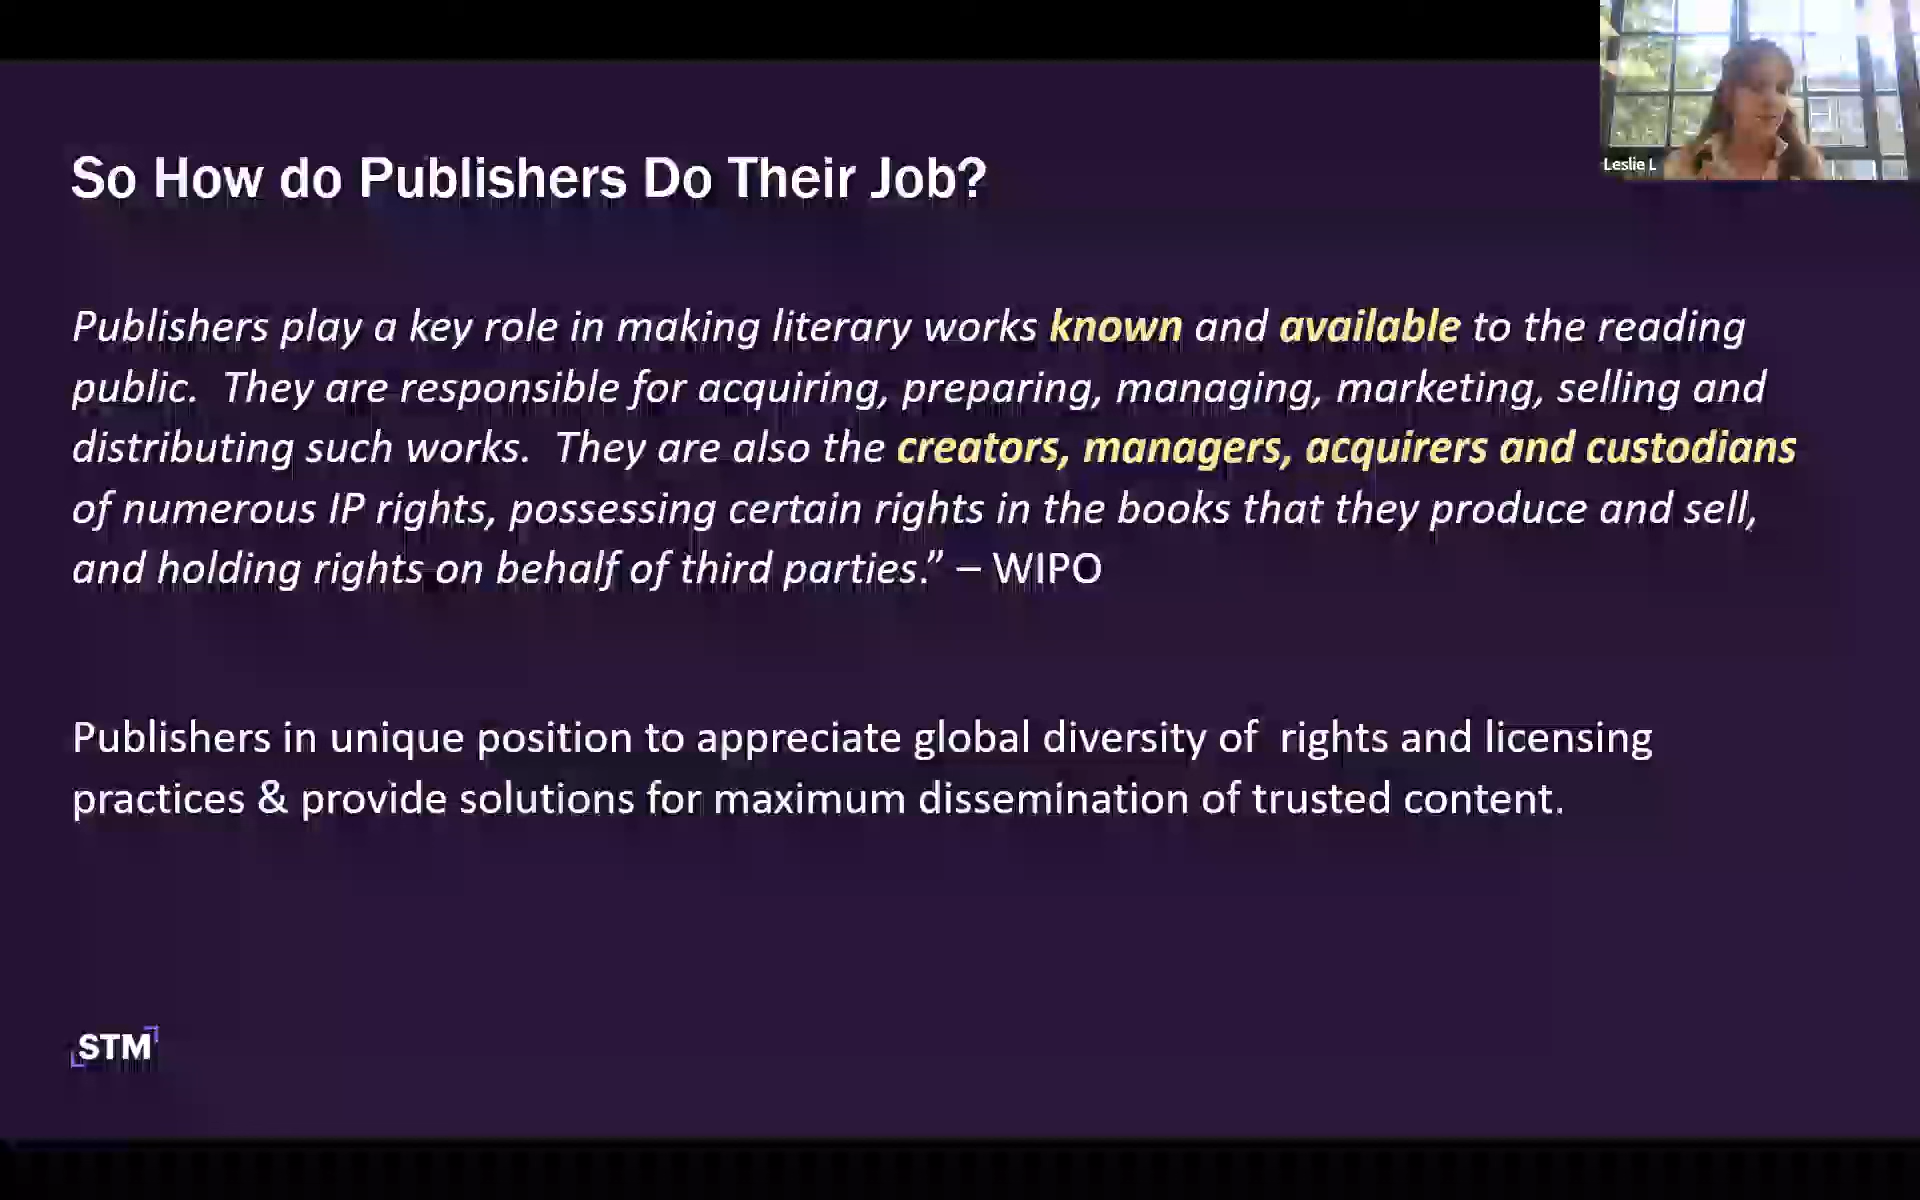 Leslie L
So How do Publishers Do Their Job?
Publishers play a key role in making literary works known and available to the reading
public.  They are responsible for acquiring, preparing, managing, marketing, selling and
distributing such works.  They are also the creators, managers, acquirers and custodians
of numerous IP rights, possessing certain rights in the books that they produce and sell,
and holding rights on behalf of third parties.” – WIPO
Publishers in unique position to appreciate global diversity of  rights and licensing
practices & provide solutions for maximum dissemination of trusted content.
STM